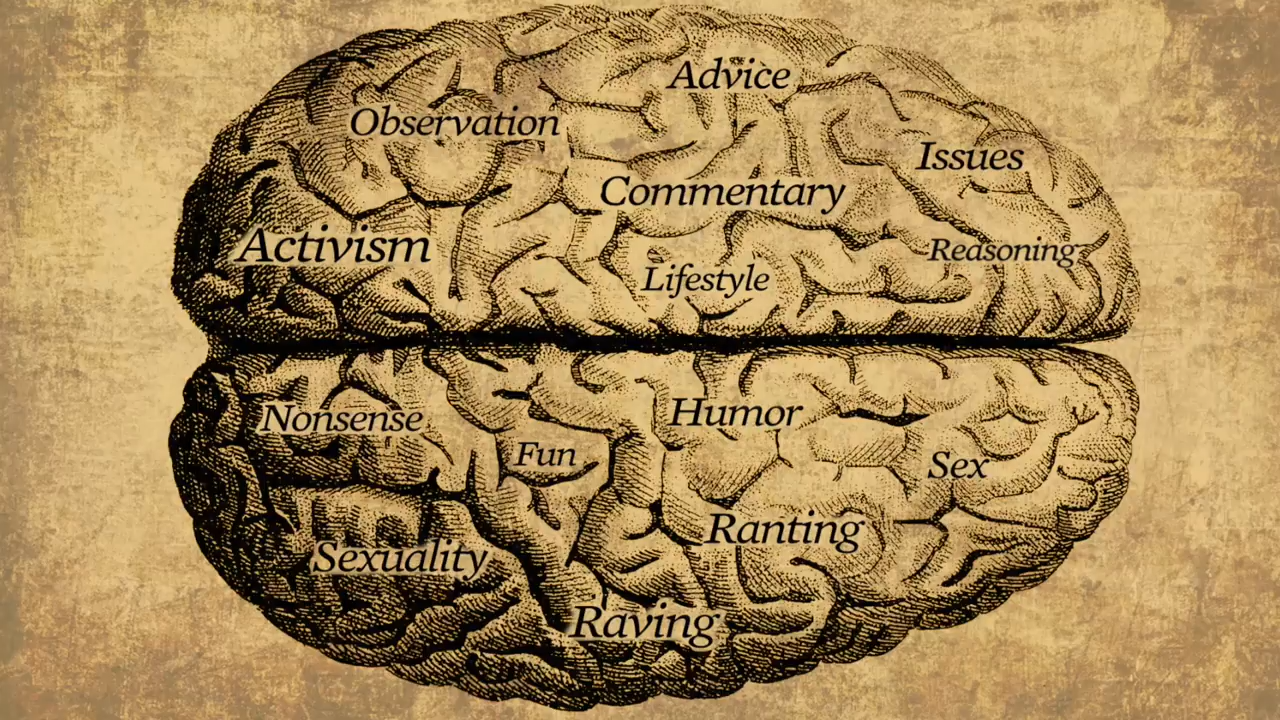 Advice
Observation
Issues
Commentary
Activism
Reasoning
Lifestyle
Nonsense
Humor
Fun
Sex
Ranting
Sexuality
Raving